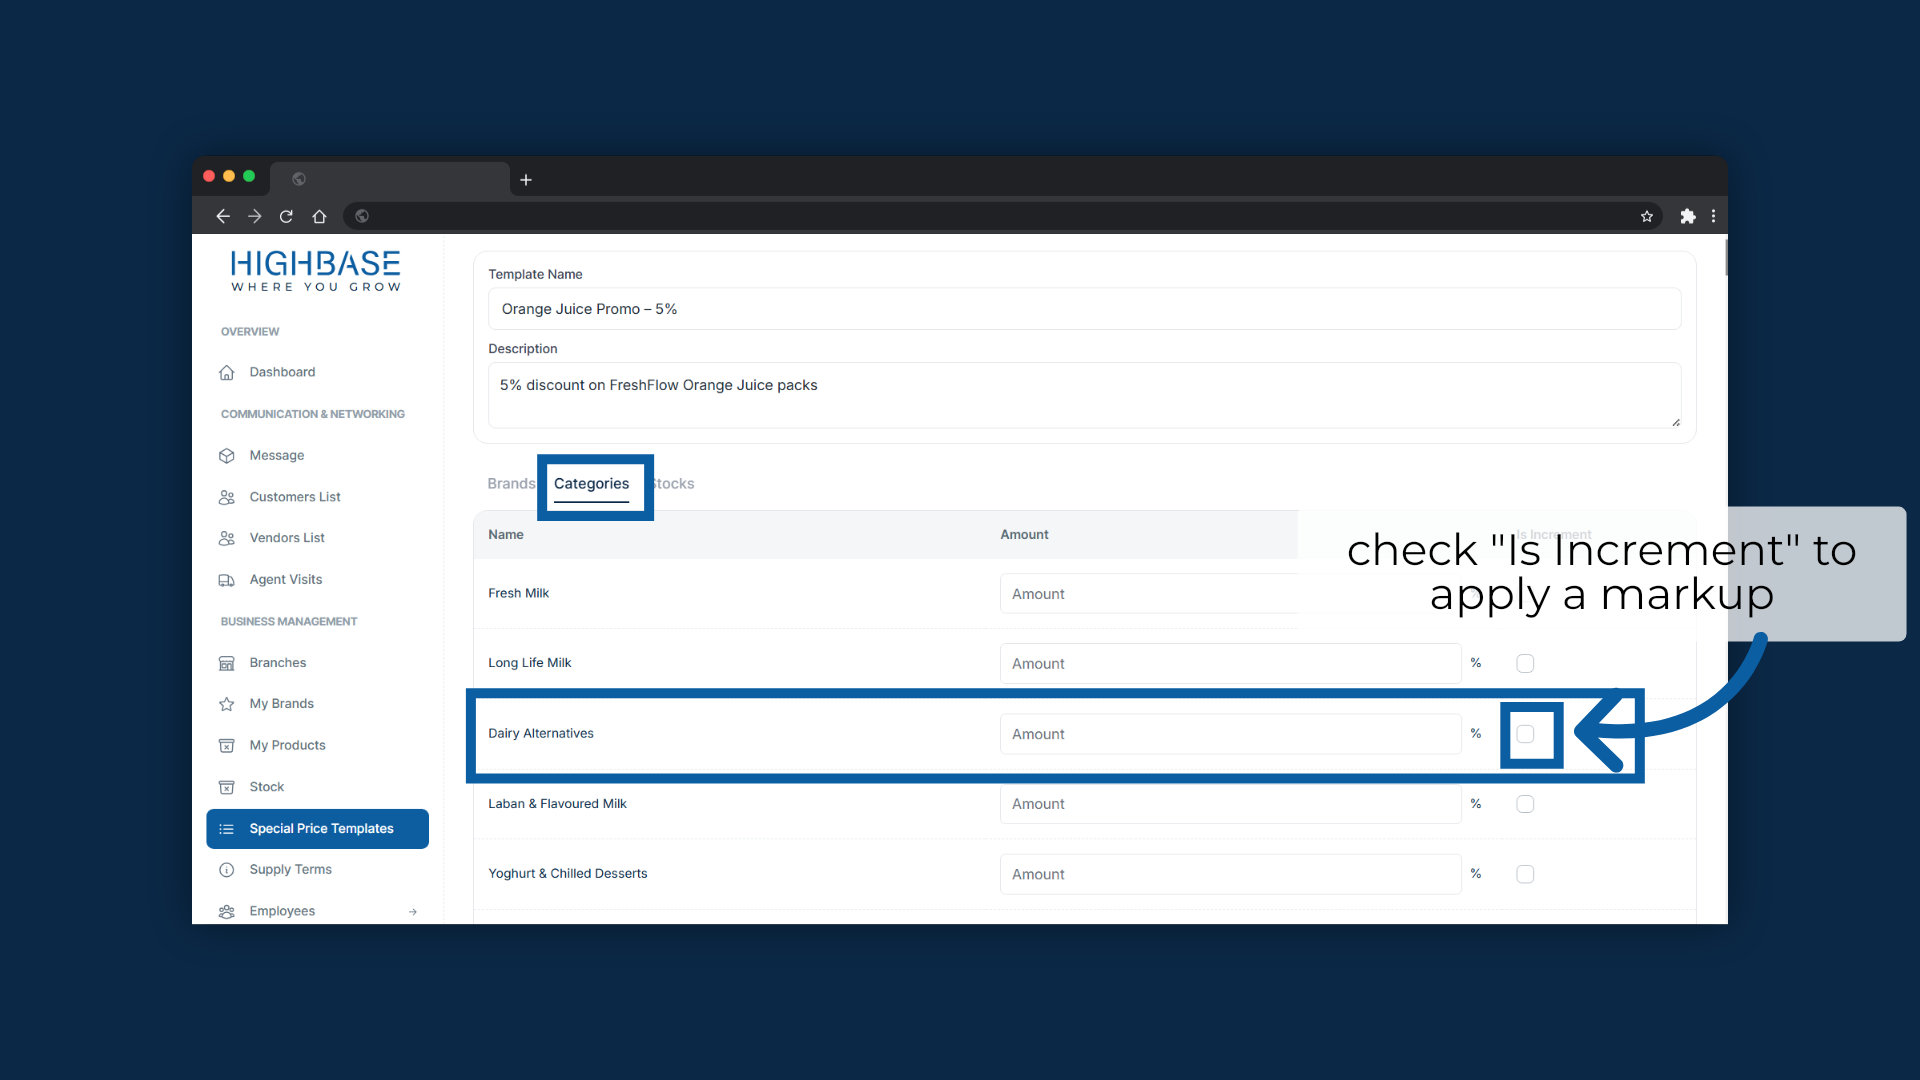 HIGHBASE
WHERE YOU GROW
OVERVIEW
Dashboard
COMMUNICATION & NETWORKING
Message
Customers List
Vendors List
Agent Visits
BUSINESS MANAGEMENT
Branches
My Brands
My Products
Stock
Special Price Templates
Supply Terms
Employees
Template Name
Orange Juice Promo – 5%
Description
5% discount on FreshFlow Orange Juice packs
Brands Categories Stocks
Name Amount Is Increment
check "Is Increment" to
apply a markup
Fresh Milk Amount %
Long Life Milk Amount %
Dairy Alternatives Amount %
Laban & Flavoured Milk Amount %
Yoghurt & Chilled Desserts Amount %